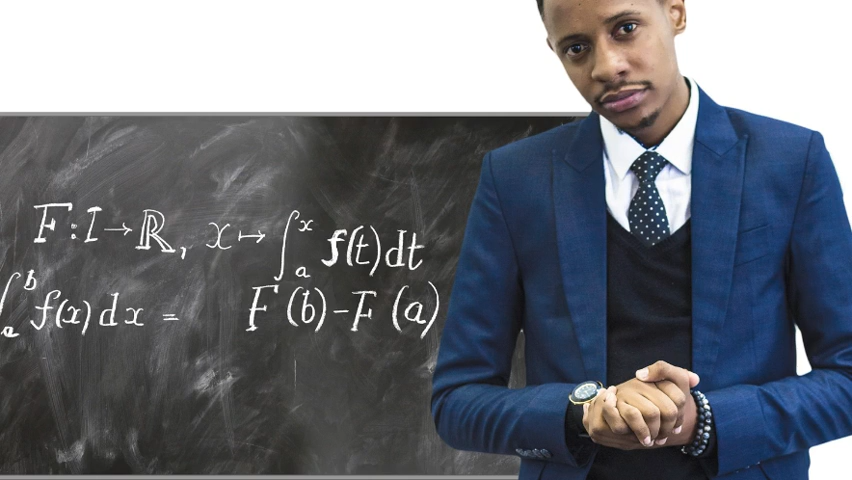 F: I → ℝ, x ↦ ∫ₐˣ f(t)dt
∫ₐᵇ f(x)dx = F(b)-F(a)